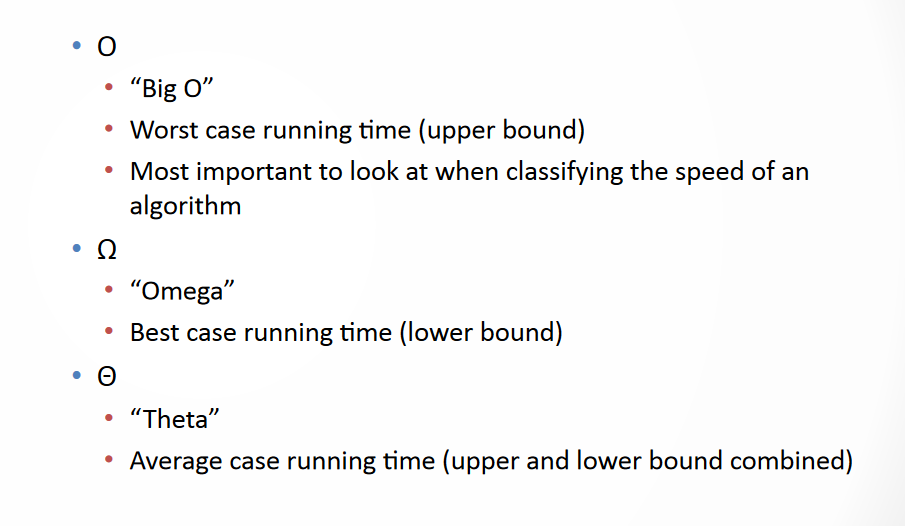 • O
• “Big O”
• Worst case running time (upper bound)
• Most important to look at when classifying the speed of an
algorithm
• Ω
• “Omega”
• Best case running time (lower bound)
• Θ
• “Theta”
• Average case running time (upper and lower bound combined)